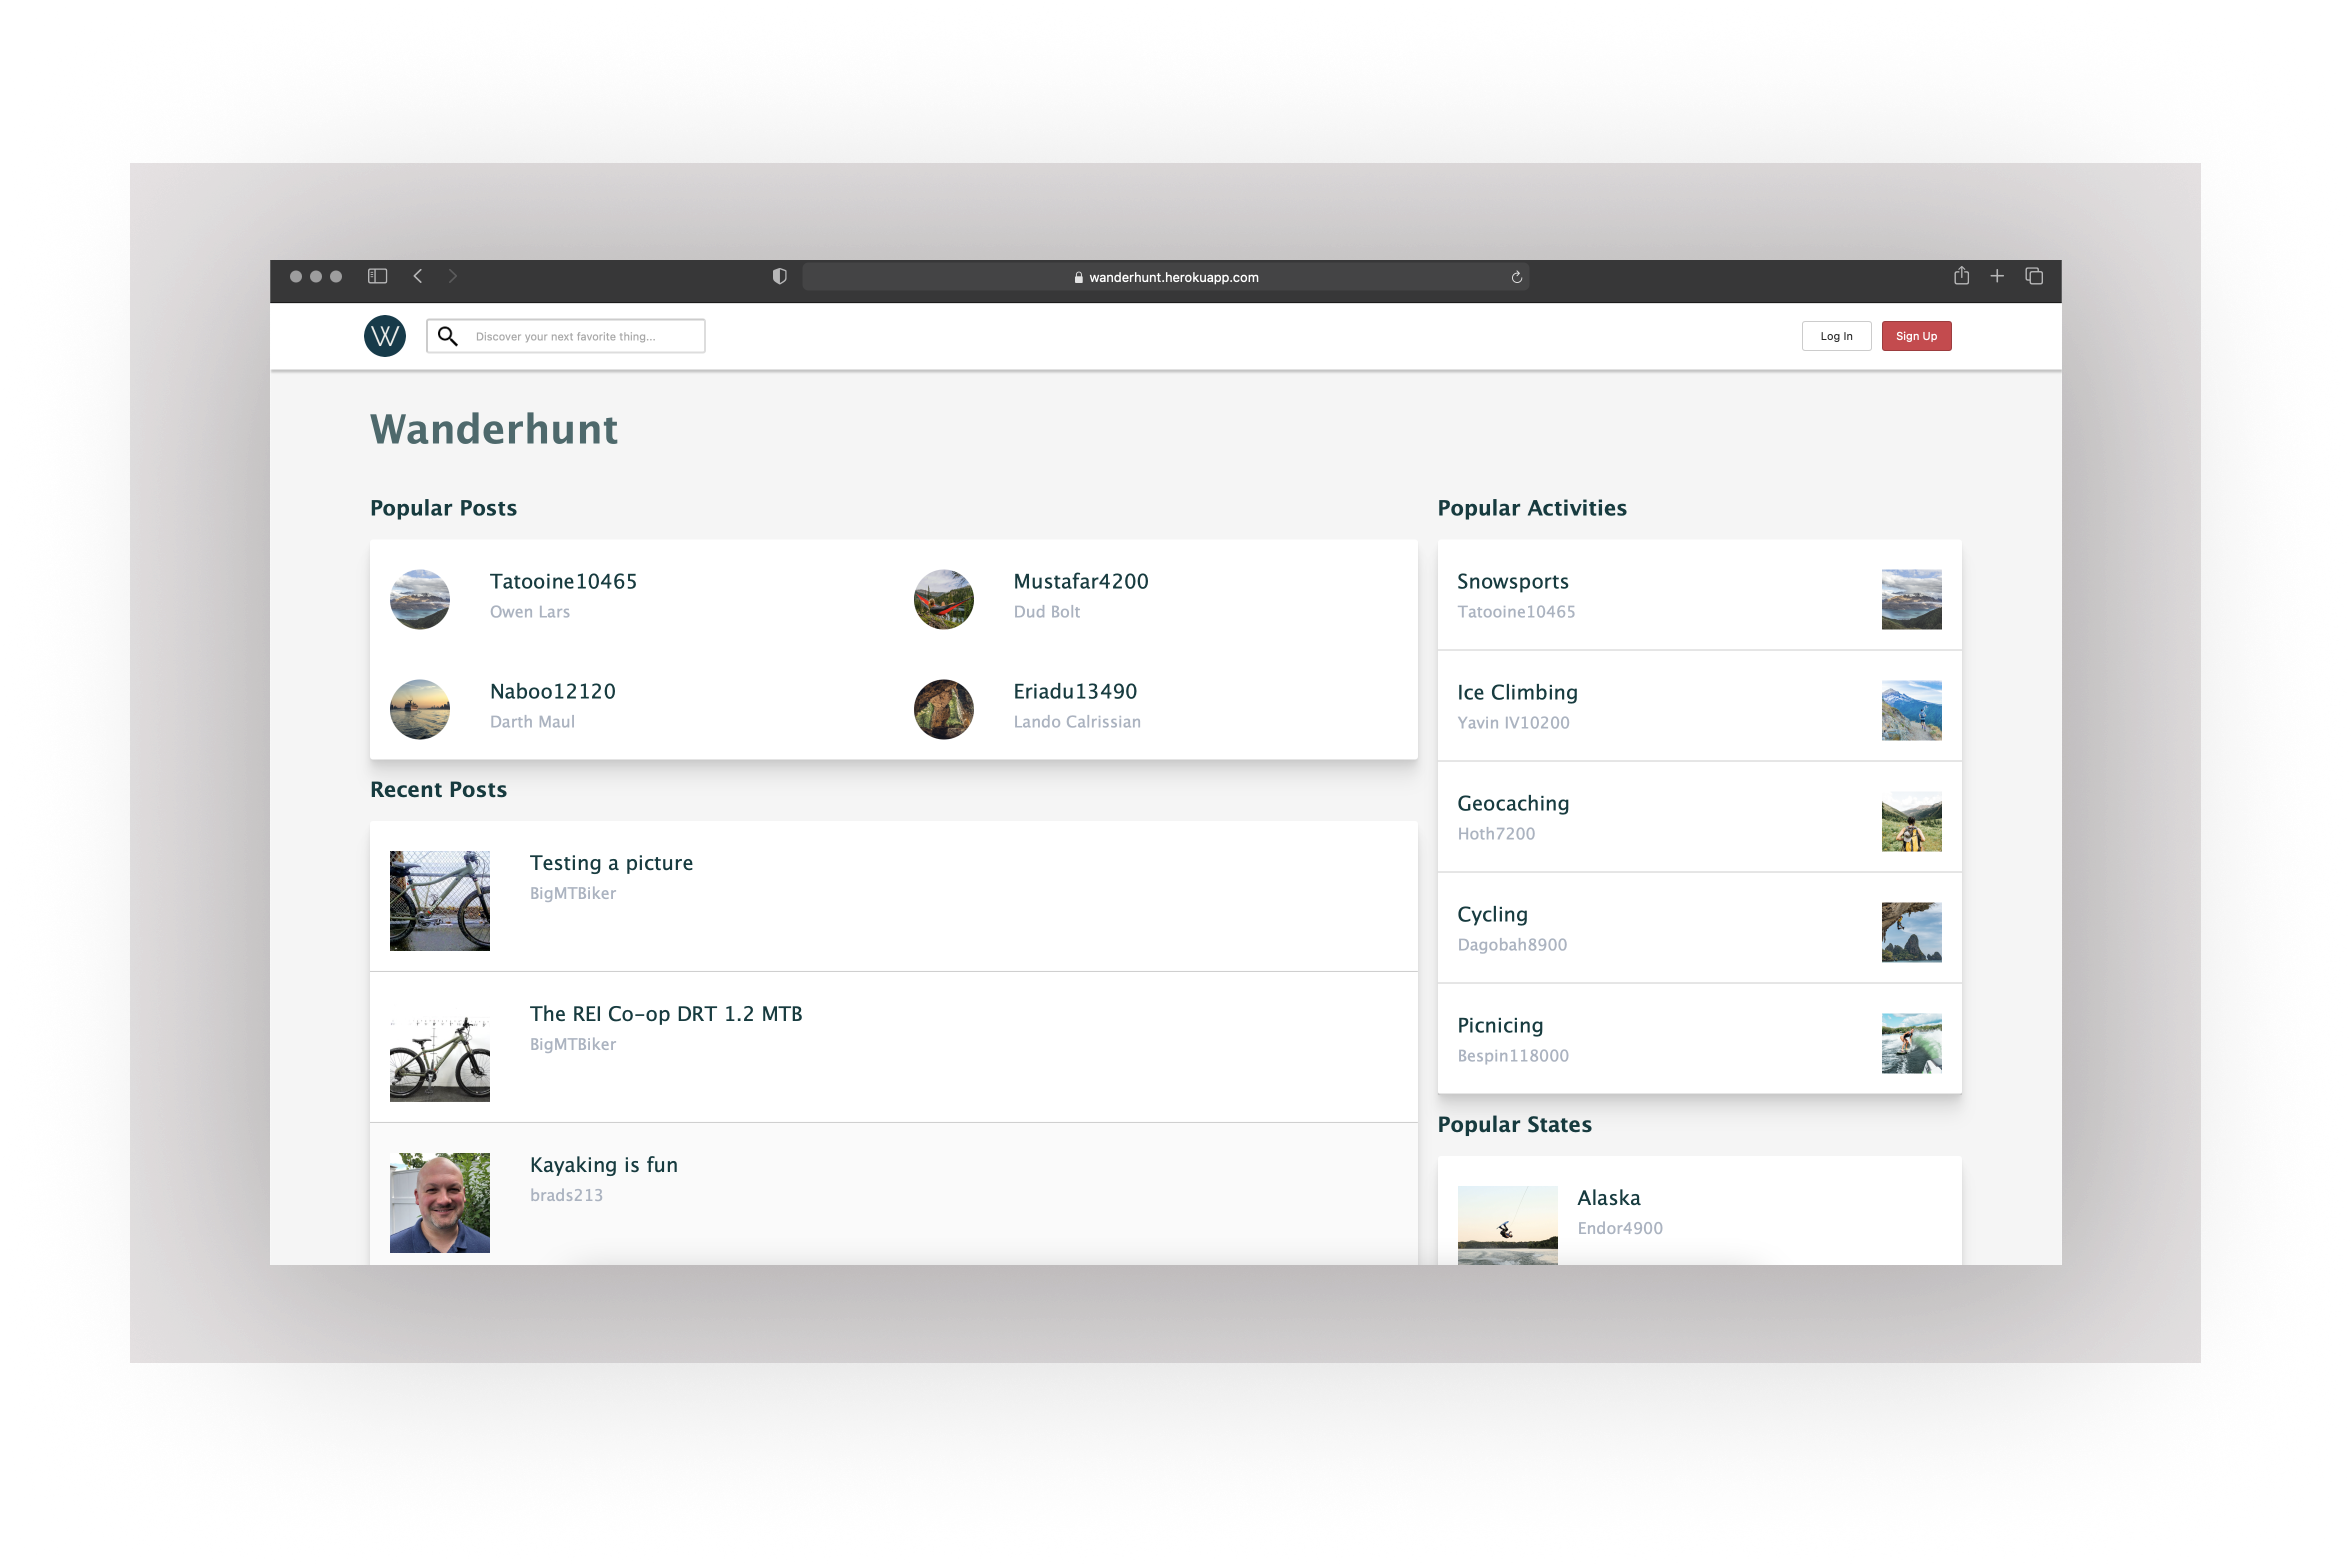 wanderhunt.herokuapp.com
W
Discover your next favorite thing...
Log In
Sign Up
Wanderhunt
Popular Posts
Tatooine10465
Owen Lars
Mustafar4200
Dud Bolt
Naboo12120
Darth Maul
Eriadu13490
Lando Calrissian
Recent Posts
Testing a picture
BigMTBiker
The REI Co-op DRT 1.2 MTB
BigMTBiker
Kayaking is fun
brads213
Popular Activities
Snowsports
Tatooine10465
Ice Climbing
Yavin IV10200
Geocaching
Hoth7200
Cycling
Dagobah8900
Picnicing
Bespin118000
Popular States
Alaska
Endor4900